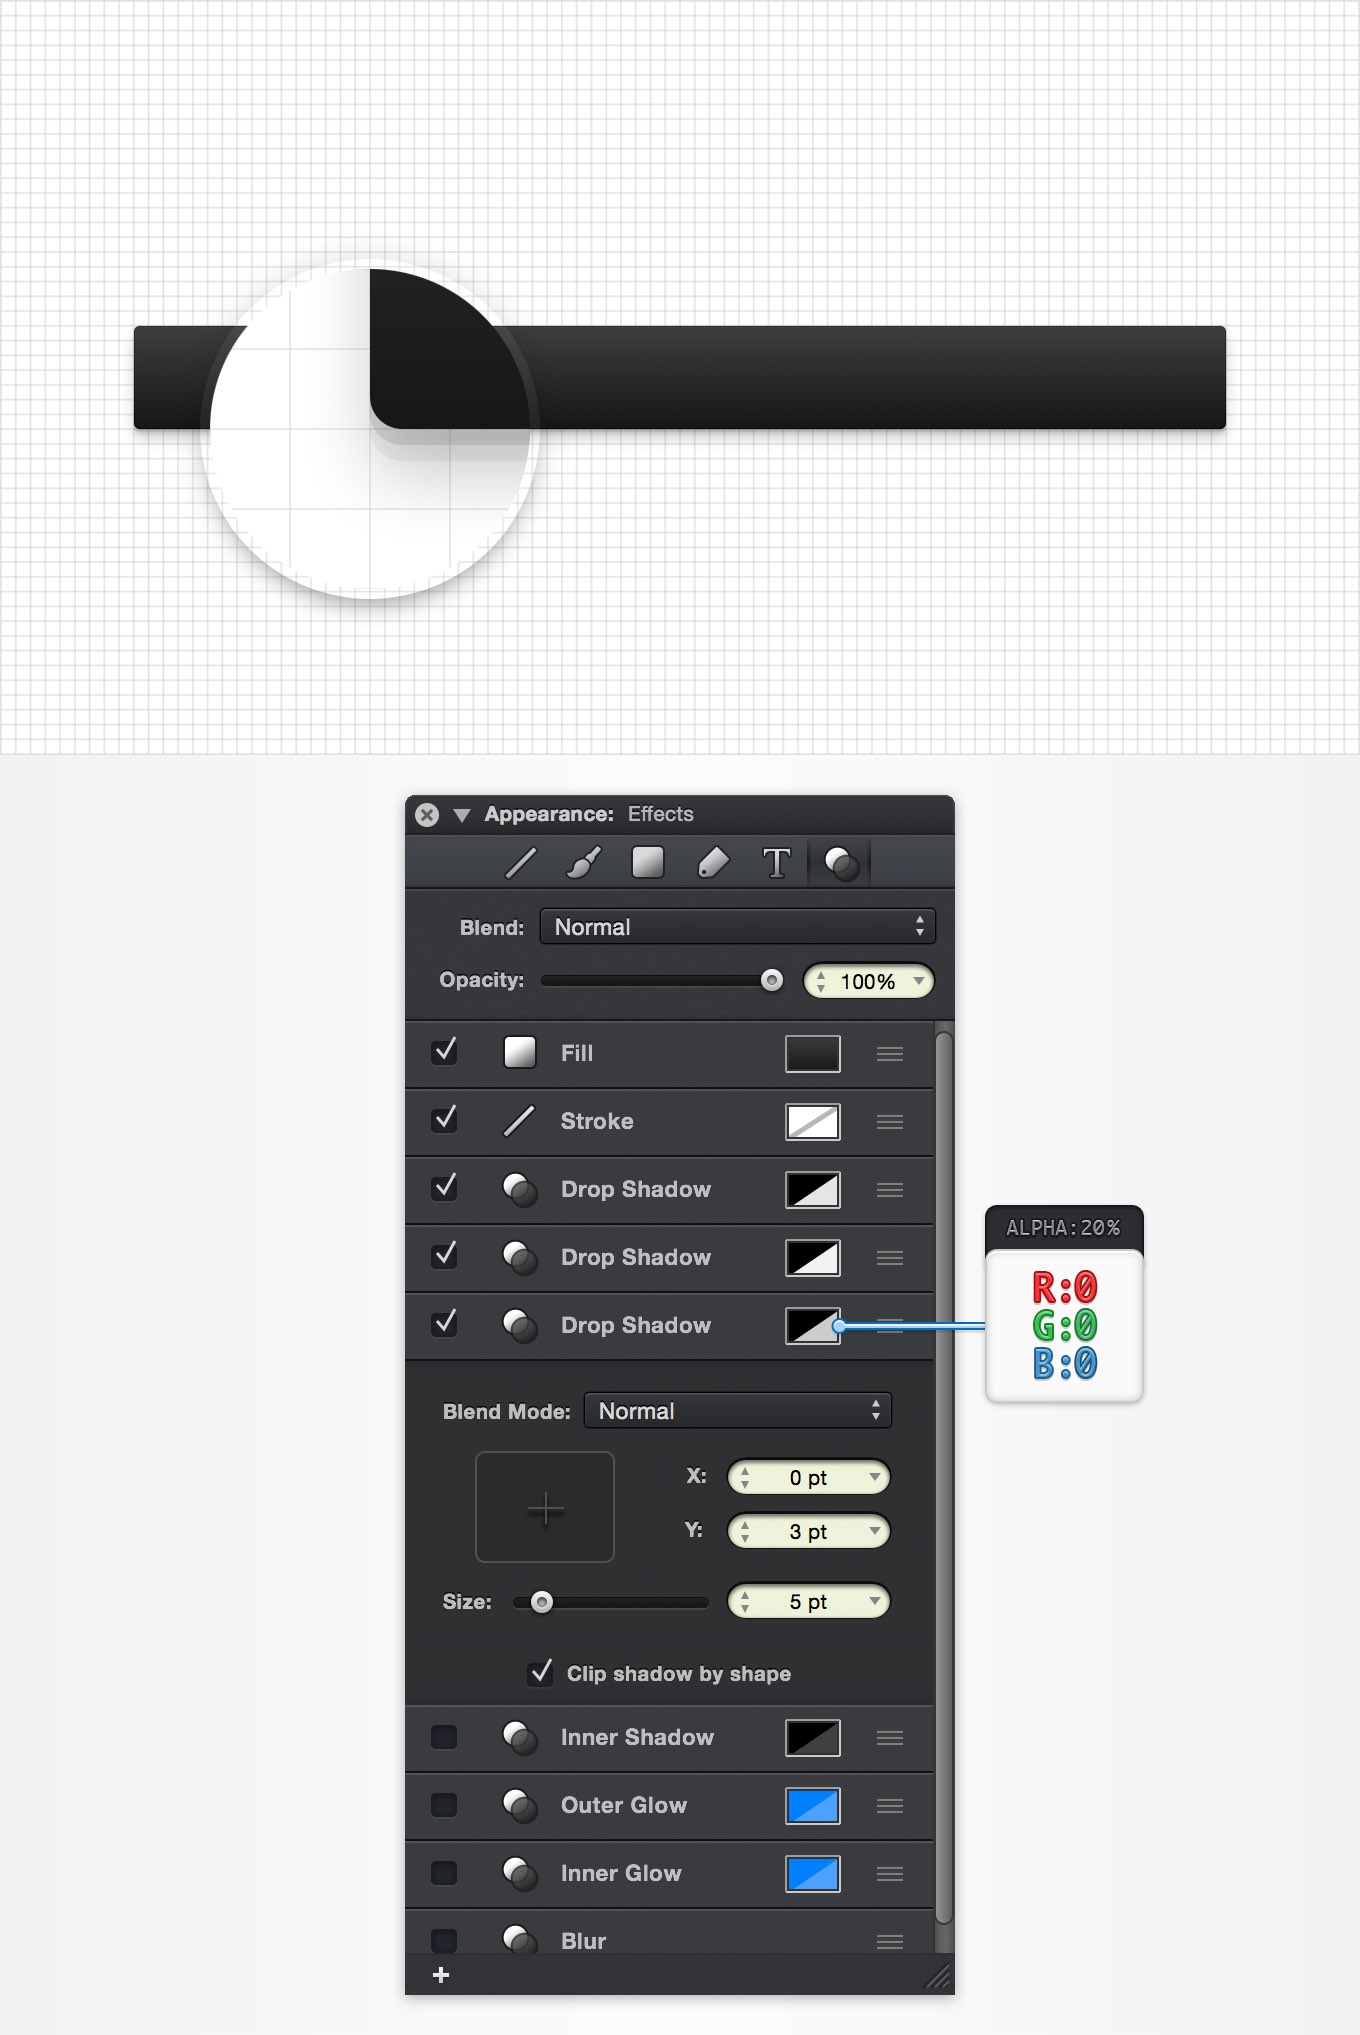 Appearance: Effects
T
Blend: Normal
Opacity: 100%
Fill
Stroke
Drop Shadow
Drop Shadow
Drop Shadow
ALPHA:20%
R:0
G:0
B:0
Blend Mode: Normal
X: 0 pt
Y: 3 pt
Size: 5 pt
Clip shadow by shape
Inner Shadow
Outer Glow
Inner Glow
Blur
+